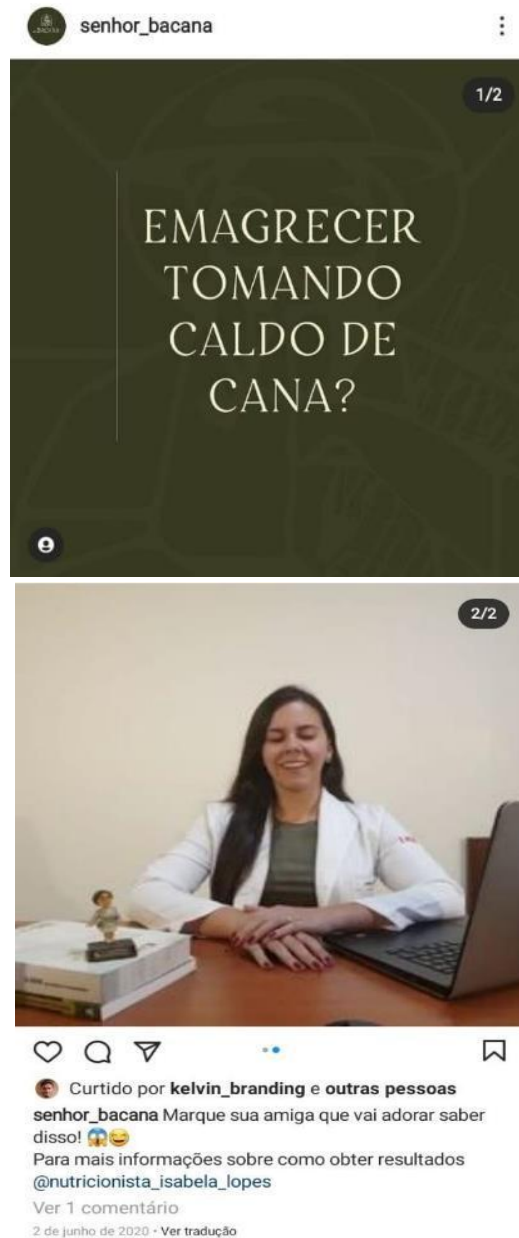 senhor_bacana
1/2
EMAGRECER
TOMANDO
CALDO DE
CANA?
2/2
Curtido por kelvin_branding e outras pessoas
senhor_bacana Marque sua amiga que vai adorar saber
disso! 😱😂
Para mais informações sobre como obter resultados
@nutricionista_isabela_lopes
Ver 1 comentário
2 de junho de 2020 • Ver tradução